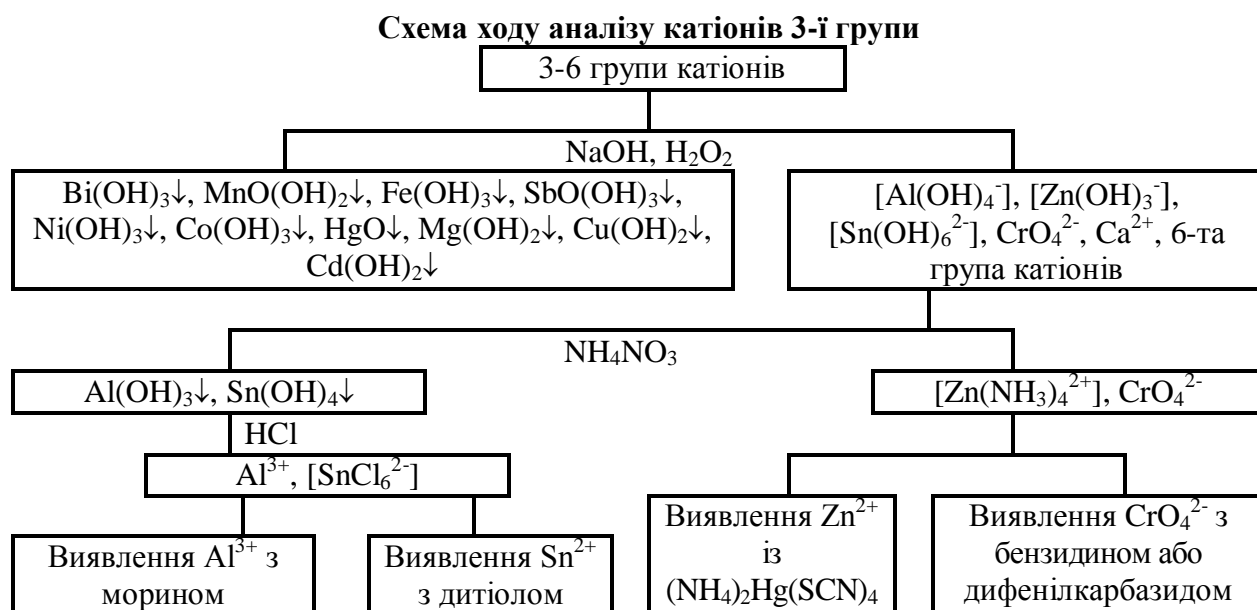 Схема ходу аналізу катіонів 3-ї групи
3-6 групи катіонів
NaOH, H₂O₂
Bi(OH)₃↓, MnO(OH)₂↓, Fe(OH)₃↓, SbO(OH)₃↓,
Ni(OH)₃↓, Co(OH)₃↓, HgO↓, Mg(OH)₂↓, Cu(OH)₂↓,
Cd(OH)₂↓
[Al(OH)₄⁻], [Zn(OH)₃⁻],
[Sn(OH)₆²⁻], CrO₄²⁻, Ca²⁺, 6-та
група катіонів
NH₄NO₃
Al(OH)₃↓, Sn(OH)₄↓
[Zn(NH₃)₄²⁺], CrO₄²⁻
HCl
Al³⁺, [SnCl₆²⁻]
Виявлення Al³⁺ з
морином
Виявлення Sn²⁺
з дитіолом
Виявлення Zn²⁺
із
(NH₄)₂Hg(SCN)₄
Виявлення CrO₄²⁻ з
бензидином або
дифенілкарбазидом